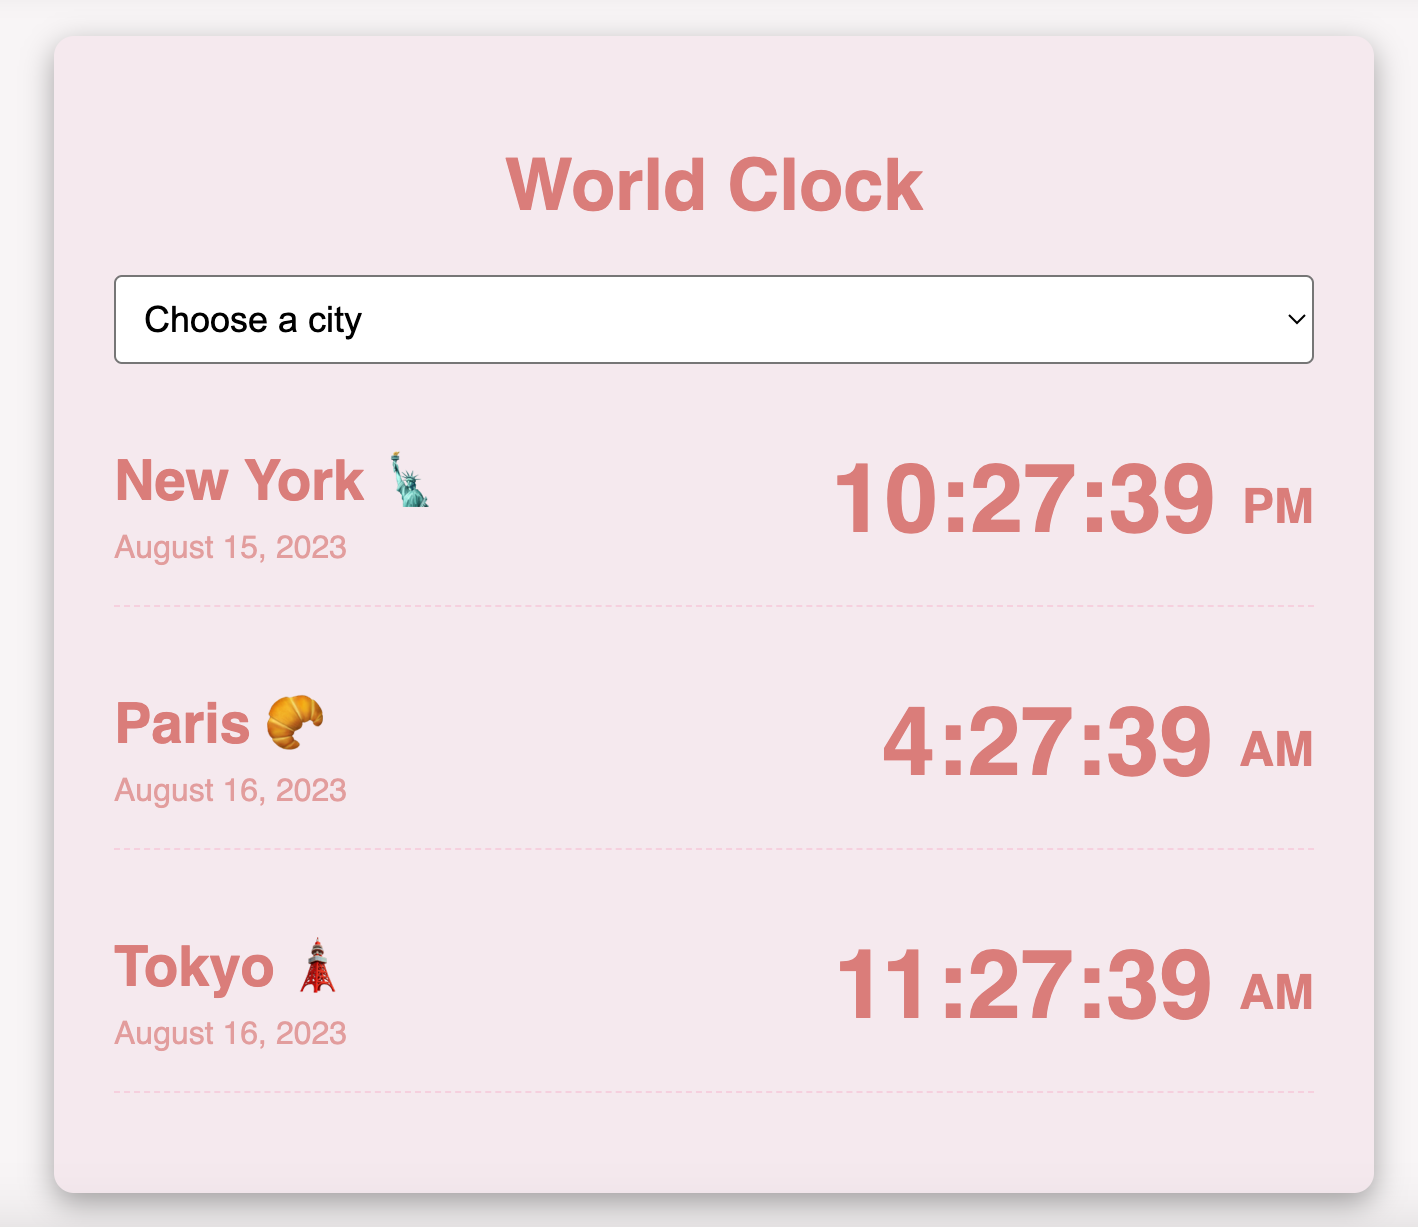 World Clock
Choose a city
New York 🗽
10:27:39 PM
August 15, 2023
Paris 🥐
4:27:39 AM
August 16, 2023
Tokyo 🗼
11:27:39 AM
August 16, 2023